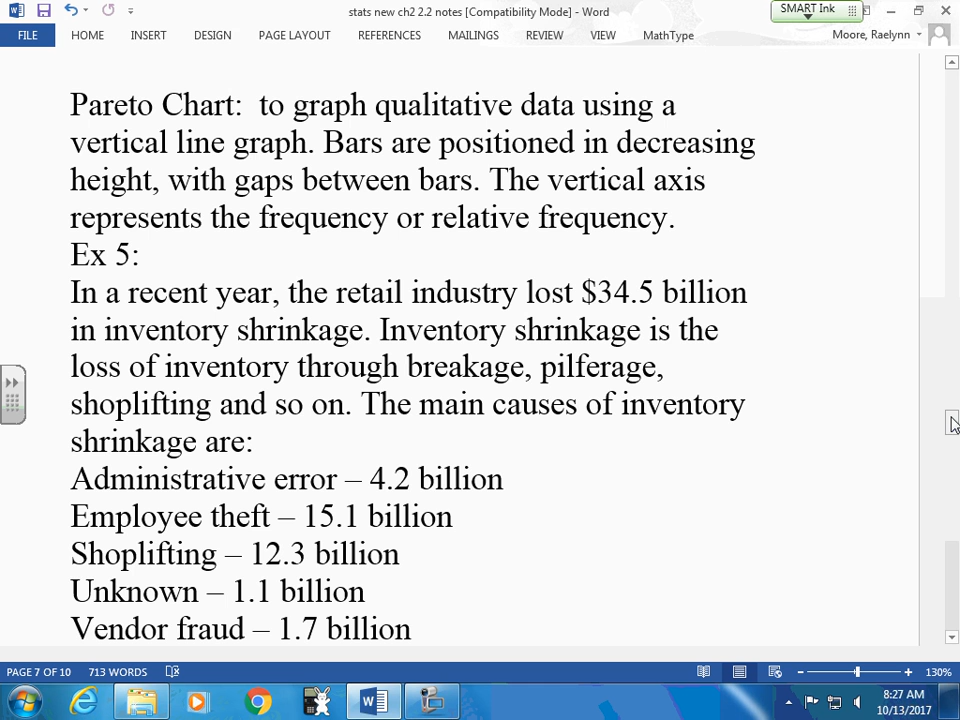 stats new ch2 2.2 notes [Compatibility Mode] - Word
SMART Ink
FILE HOME INSERT DESIGN PAGE LAYOUT REFERENCES MAILINGS REVIEW VIEW MathType Moore, Raelynn
Pareto Chart:  to graph qualitative data using a
vertical line graph. Bars are positioned in decreasing
height, with gaps between bars. The vertical axis
represents the frequency or relative frequency.
Ex 5:
In a recent year, the retail industry lost $34.5 billion
in inventory shrinkage. Inventory shrinkage is the
loss of inventory through breakage, pilferage,
shoplifting and so on. The main causes of inventory
shrinkage are:
Administrative error – 4.2 billion
Employee theft – 15.1 billion
Shoplifting – 12.3 billion
Unknown – 1.1 billion
Vendor fraud – 1.7 billion
PAGE 7 OF 10 713 WORDS 130%
8:27 AM
10/13/2017